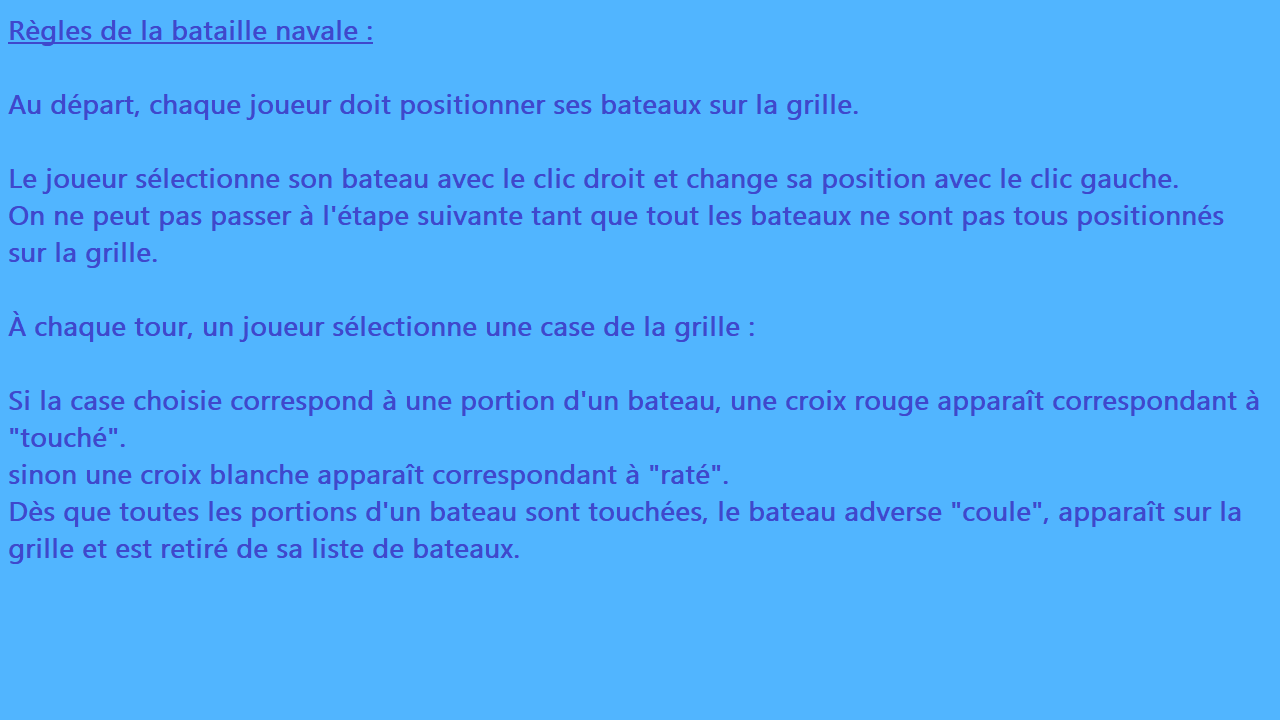 Règles de la bataille navale :
Au départ, chaque joueur doit positionner ses bateaux sur la grille.
Le joueur sélectionne son bateau avec le clic droit et change sa position avec le clic gauche.
On ne peut pas passer à l'étape suivante tant que tout les bateaux ne sont pas tous positionnés
sur la grille.
À chaque tour, un joueur sélectionne une case de la grille :
Si la case choisie correspond à une portion d'un bateau, une croix rouge apparaît correspondant à
"touché".
sinon une croix blanche apparaît correspondant à "raté".
Dès que toutes les portions d'un bateau sont touchées, le bateau adverse "coule", apparaît sur la
grille et est retiré de sa liste de bateaux.